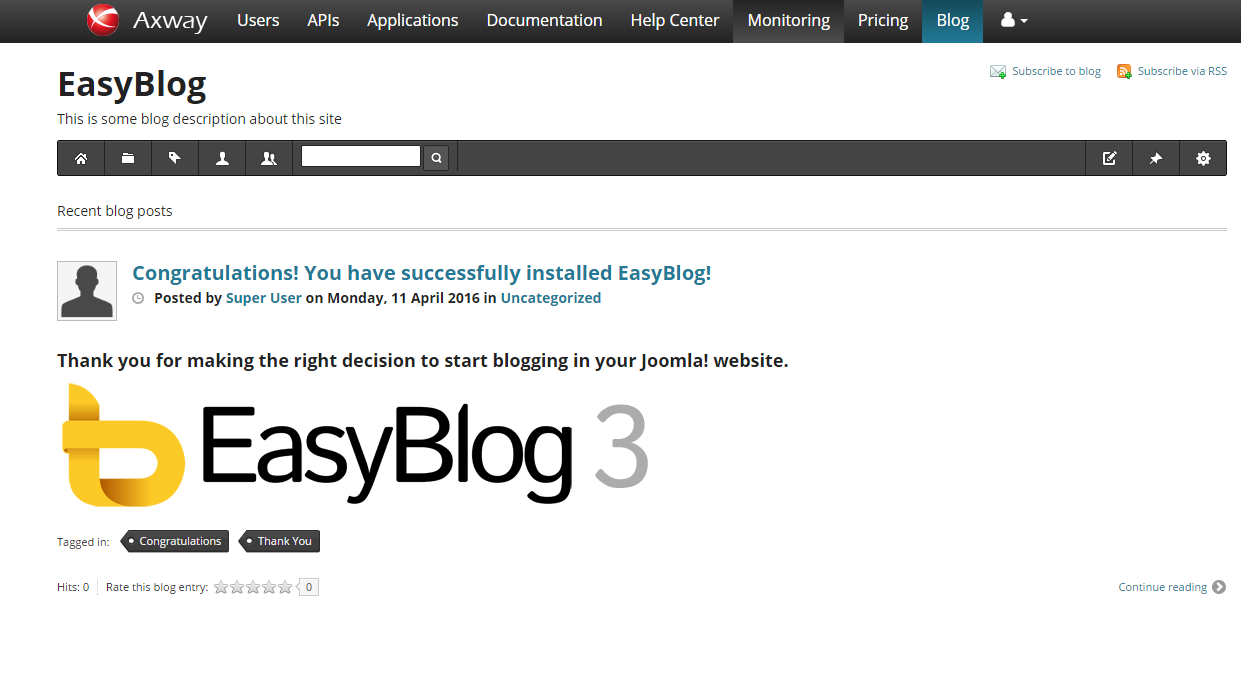 Axway Users APIs Applications Documentation Help Center Monitoring Pricing Blog
EasyBlog
Subscribe to blog Subscribe via RSS
This is some blog description about this site
Recent blog posts
Congratulations! You have successfully installed EasyBlog!
Posted by Super User on Monday, 11 April 2016 in Uncategorized
Thank you for making the right decision to start blogging in your Joomla! website.
EasyBlog 3
Tagged in: Congratulations Thank You
Hits: 0 Rate this blog entry: 0 Continue reading